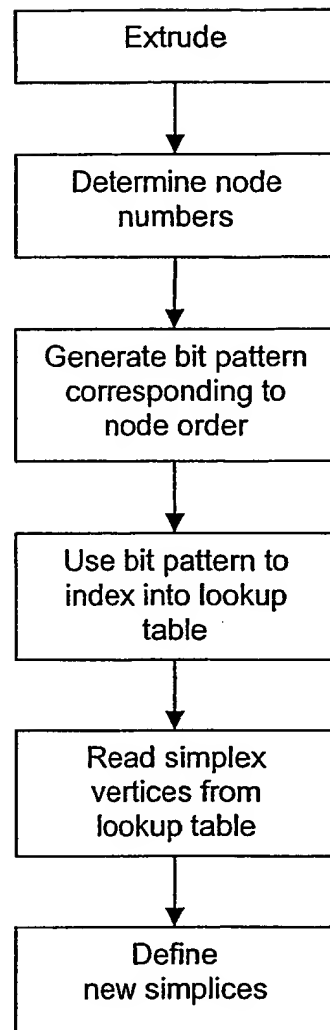 Extrude
Determine node
numbers
Generate bit pattern
corresponding to
node order
Use bit pattern to
index into lookup
table
Read simplex
vertices from
lookup table
Define
new simplices